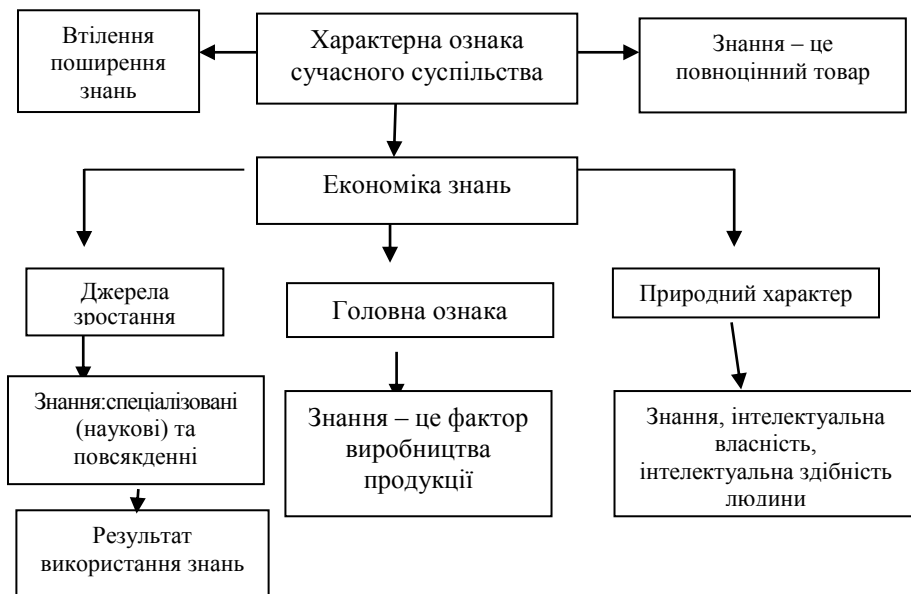 Втілення
поширення
знань
Характерна ознака
сучасного суспільства
Знання – це
повноцінний товар
Економіка знань
Джерела
зростання
Головна ознака
Природний характер
Знання:спеціалізовані
(наукові) та
повсякденні
Знання – це фактор
виробництва
продукції
Знання, інтелектуальна
власність,
інтелектуальна здібність
людини
Результат
використання знань